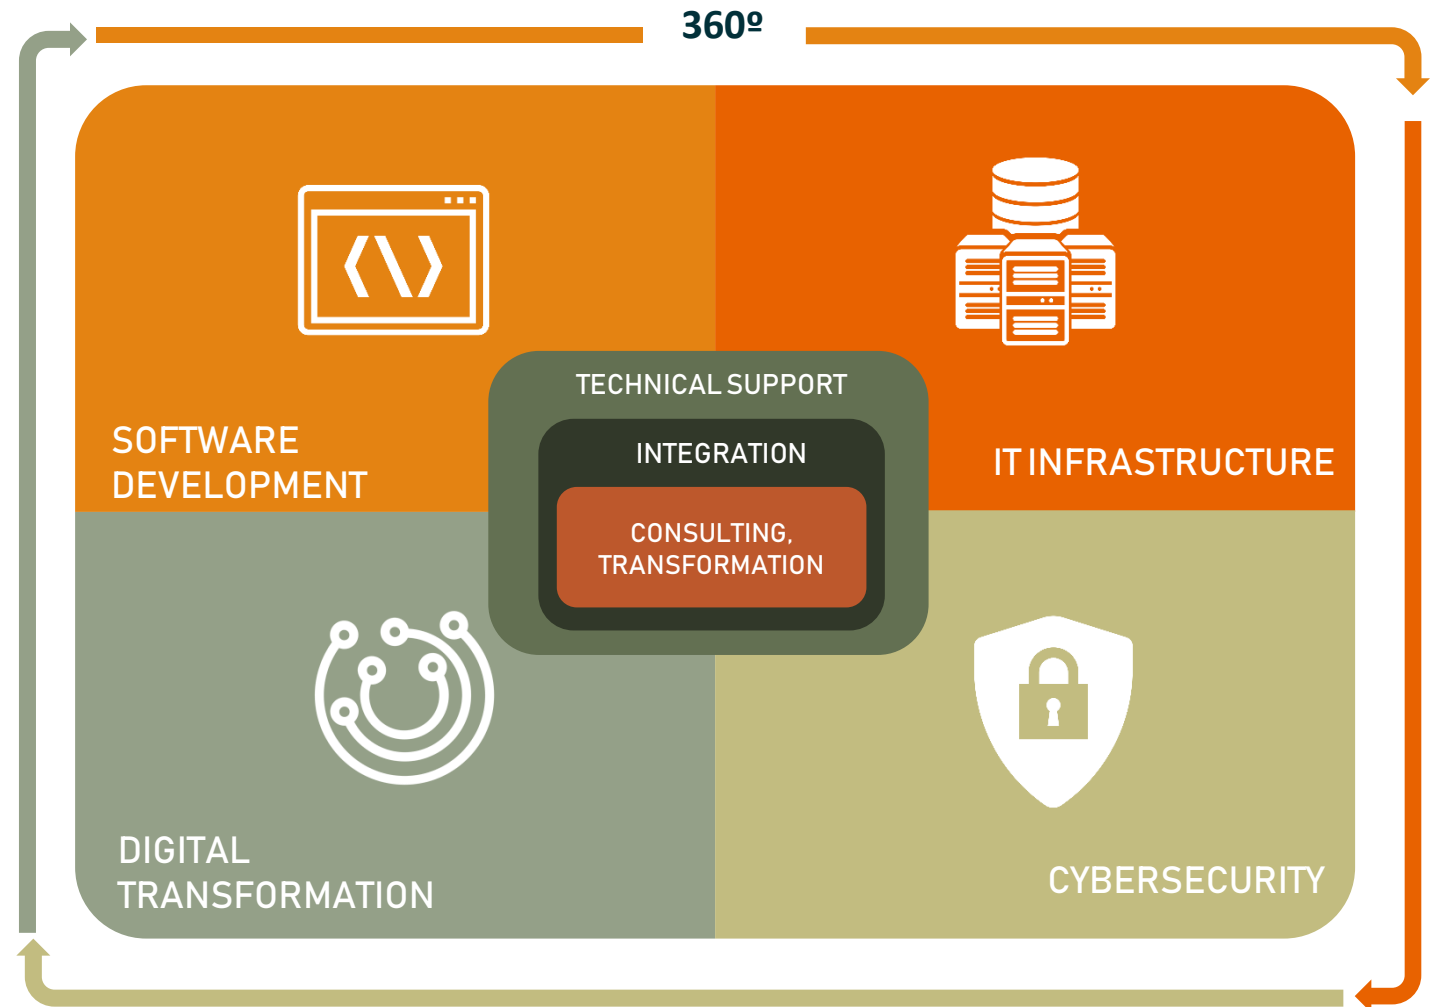 360º
SOFTWARE
DEVELOPMENT
IT INFRASTRUCTURE
TECHNICAL SUPPORT
INTEGRATION
CONSULTING,
TRANSFORMATION
DIGITAL
TRANSFORMATION
CYBERSECURITY